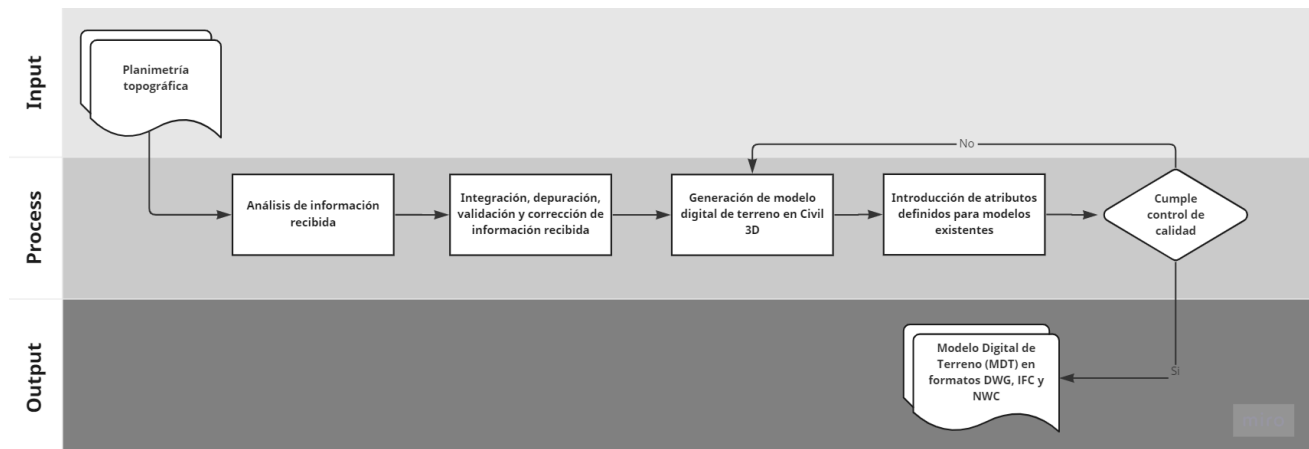 Input
Planimetría
topográfica
No
Process
Análisis de información
recibida
Integración, depuración,
validación y corrección de
información recibida
Generación de modelo
digital de terreno en Civil
3D
Introducción de atributos
definidos para modelos
existentes
Cumple
control de
calidad
Output
Modelo Digital de
Terreno (MDT) en
formatos DWG, IFC y
NWC
Si
miro